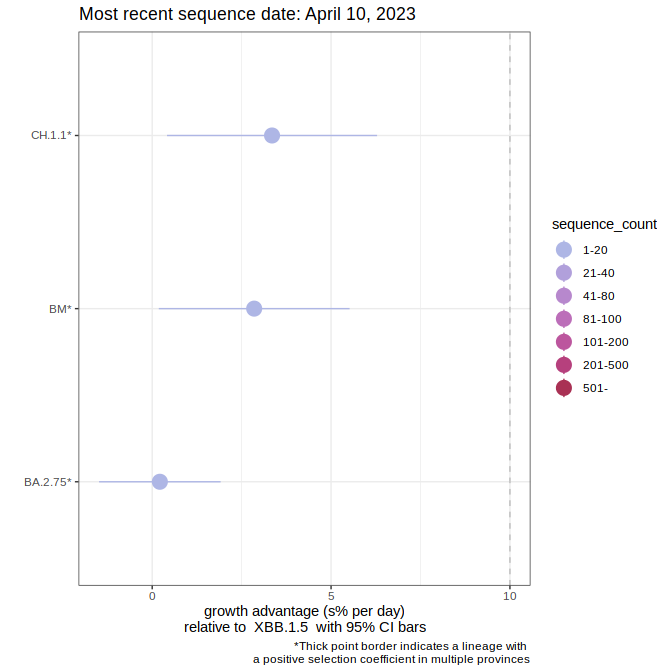 Most recent sequence date: April 10, 2023
CH.1.1*
BM*
BA.2.75*
0
5
10
growth advantage (s% per day)
relative to  XBB.1.5  with 95% CI bars
*Thick point border indicates a lineage with
a positive selection coefficient in multiple provinces
sequence_count
1-20
21-40
41-80
81-100
101-200
201-500
501-